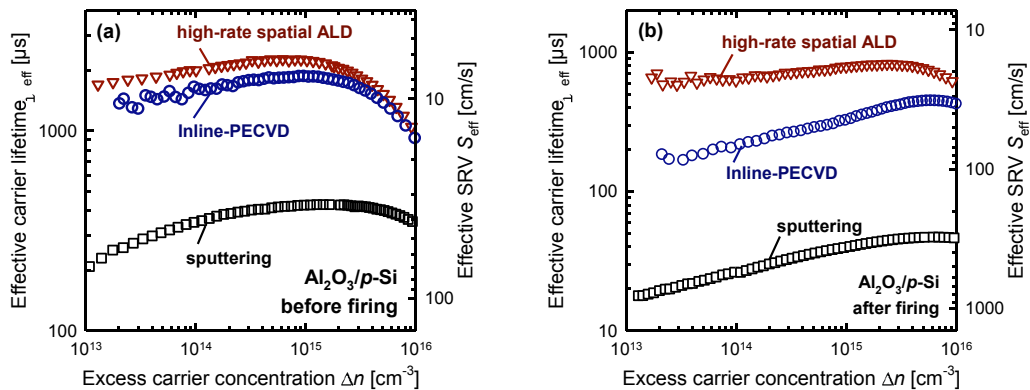 (a)
high-rate spatial ALD
Inline-PECVD
sputtering
Al2O3/p-Si
before firing
Effective carrier lifetime⊥ eff [µs]
1000
100
10
100
Effective SRV Seff [cm/s]
10^13 10^14 10^15 10^16
Excess carrier concentration Δn [cm^-3]
(b)
high-rate spatial ALD
Inline-PECVD
sputtering
Al2O3/p-Si
after firing
Effective carrier lifetime⊥ eff [µs]
1000
100
10
10
100
1000
Effective SRV Seff [cm/s]
10^13 10^14 10^15 10^16
Excess carrier concentration Δn [cm^-3]